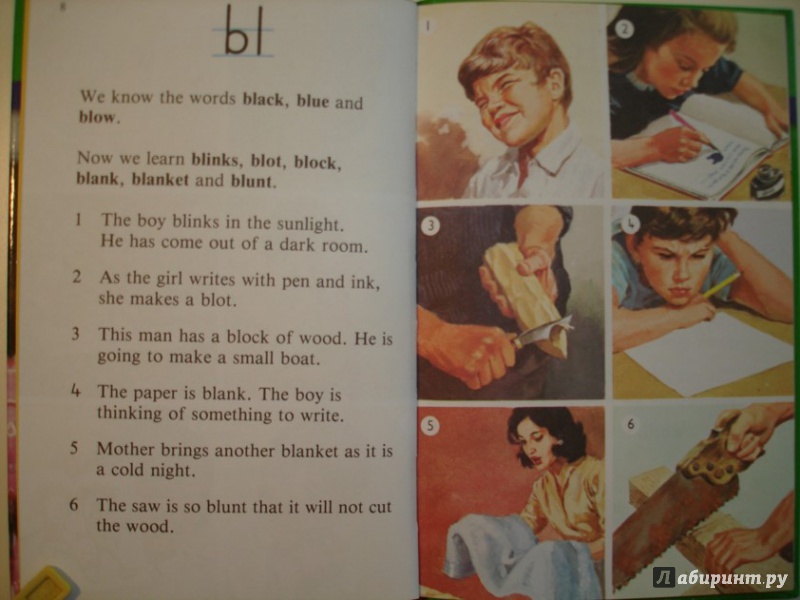 8
bl
We know the words black, blue and
blow.
Now we learn blinks, blot, block,
blank, blanket and blunt.
1 The boy blinks in the sunlight.
He has come out of a dark room.
2 As the girl writes with pen and ink,
she makes a blot.
3 This man has a block of wood. He is
going to make a small boat.
4 The paper is blank. The boy is
thinking of something to write.
5 Mother brings another blanket as it is
a cold night.
6 The saw is so blunt that it will not cut
the wood.
1
2
3
4
5
6
Лабиринт.ру